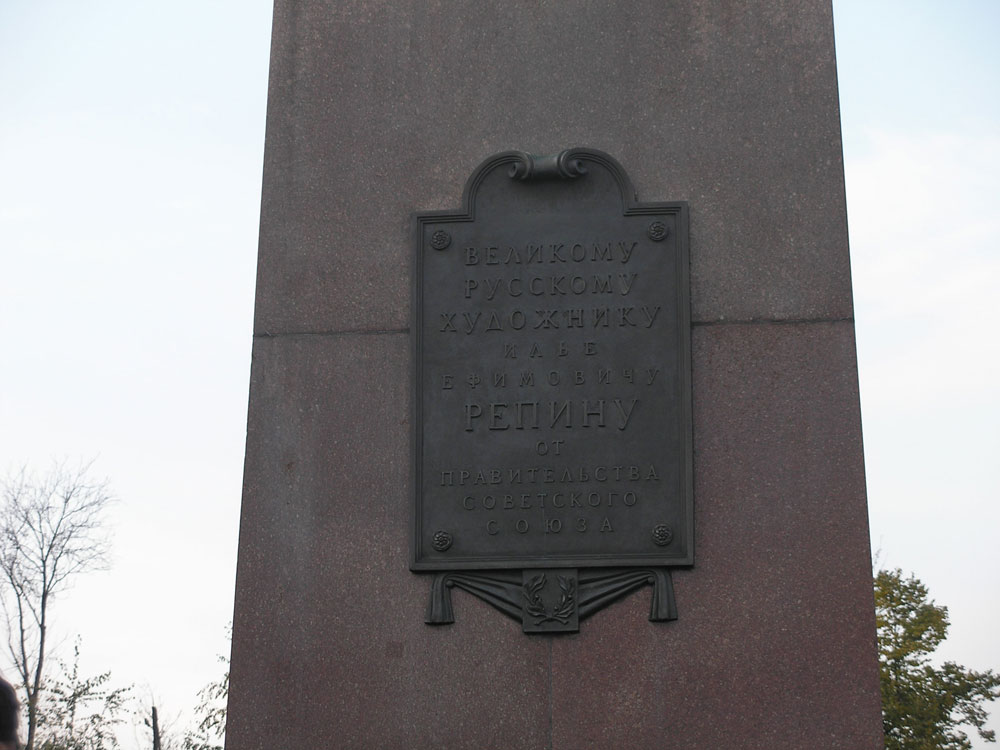 ВЕЛИКОМУ
РУССКОМУ
ХУДОЖНИКУ
ИЛЬЕ
ЕФИМОВИЧУ
РЕПИНУ
ОТ
ПРАВИТЕЛЬСТВА
СОВЕТСКОГО
СОЮЗА